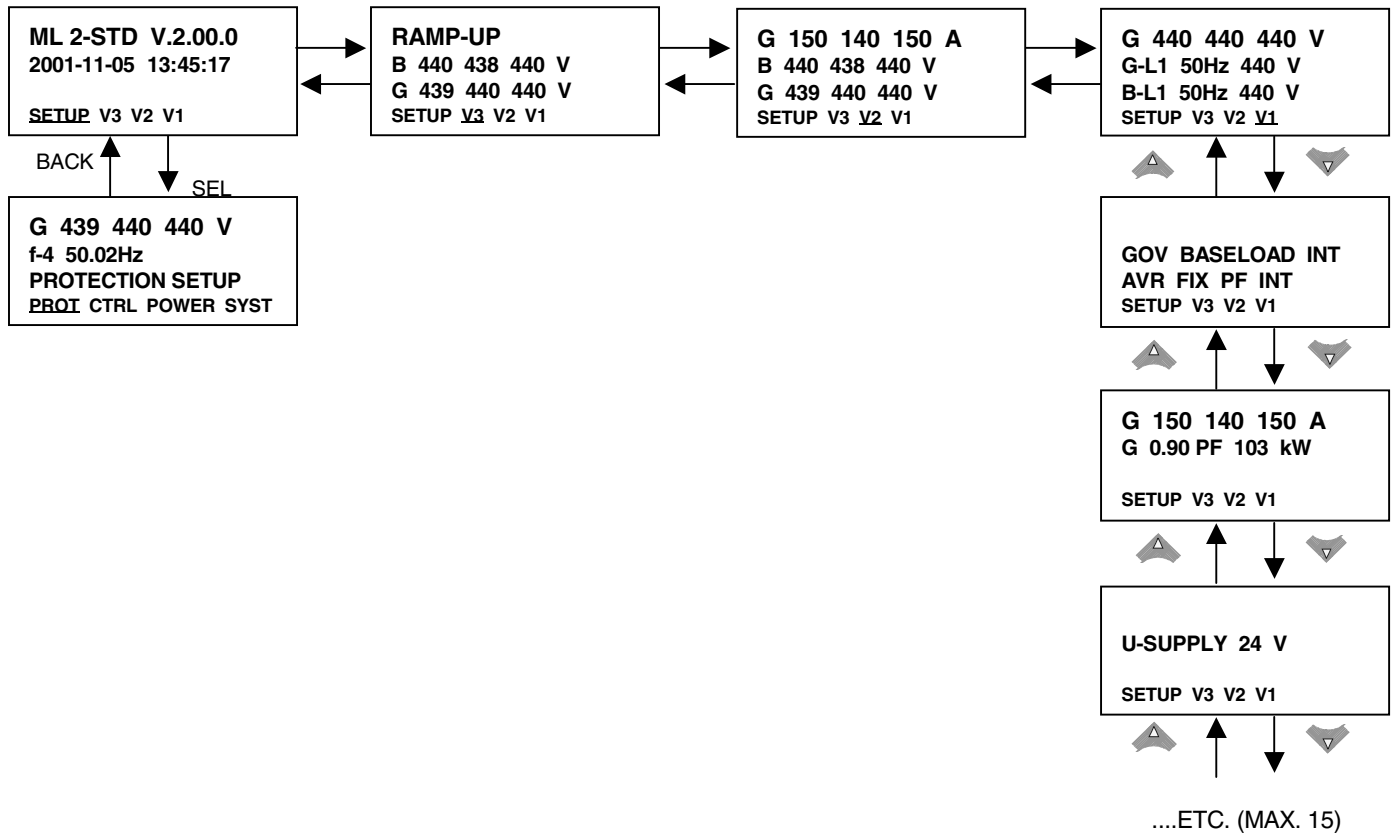 ML 2-STD V.2.00.0
2001-11-05 13:45:17
SETUP V3 V2 V1
RAMP-UP
B 440 438 440 V
G 439 440 440 V
SETUP V3 V2 V1
G 150 140 150 A
B 440 438 440 V
G 439 440 440 V
SETUP V3 V2 V1
G 440 440 440 V
G-L1 50Hz 440 V
B-L1 50Hz 440 V
SETUP V3 V2 V1
BACK
SEL
G 439 440 440 V
f-4 50.02Hz
PROTECTION SETUP
PROT CTRL POWER SYST
GOV BASELOAD INT
AVR FIX PF INT
SETUP V3 V2 V1
G 150 140 150 A
G 0.90 PF 103 kW
SETUP V3 V2 V1
U-SUPPLY 24 V
SETUP V3 V2 V1
....ETC. (MAX. 15)